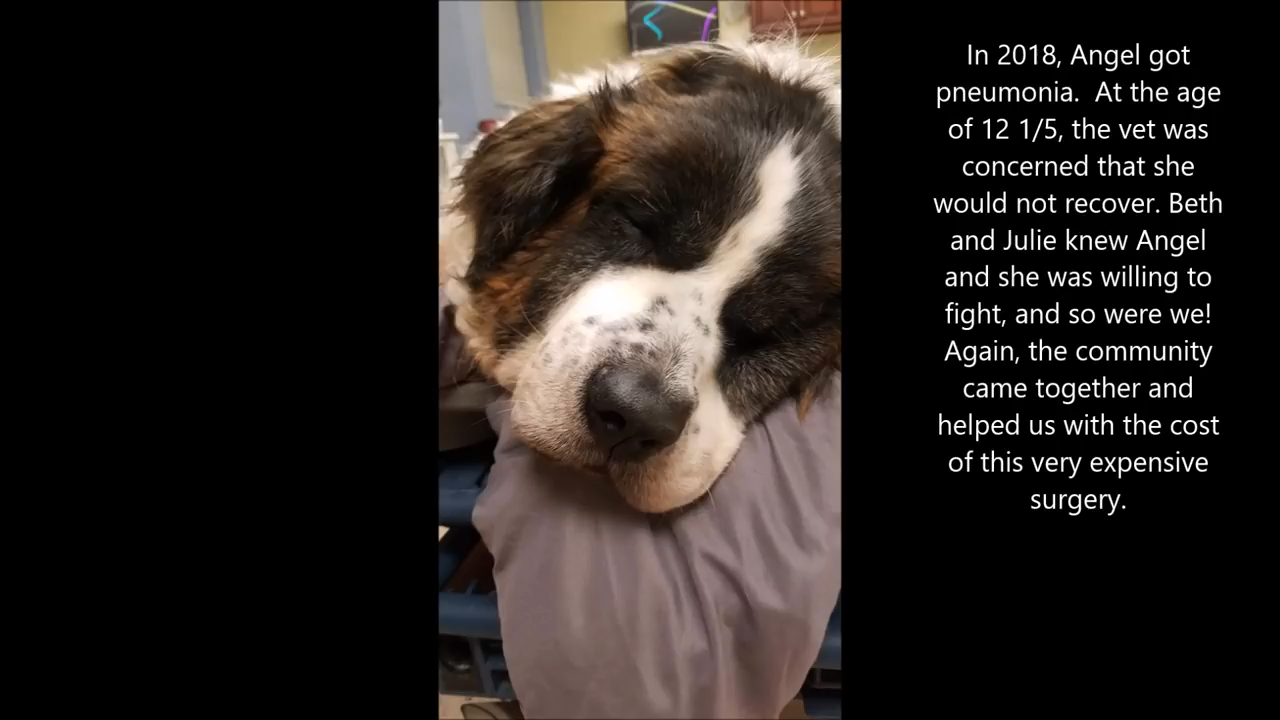 In 2018, Angel got
pneumonia.  At the age
of 12 1/5, the vet was
concerned that she
would not recover. Beth
and Julie knew Angel
and she was willing to
fight, and so were we!
Again, the community
came together and
helped us with the cost
of this very expensive
surgery.